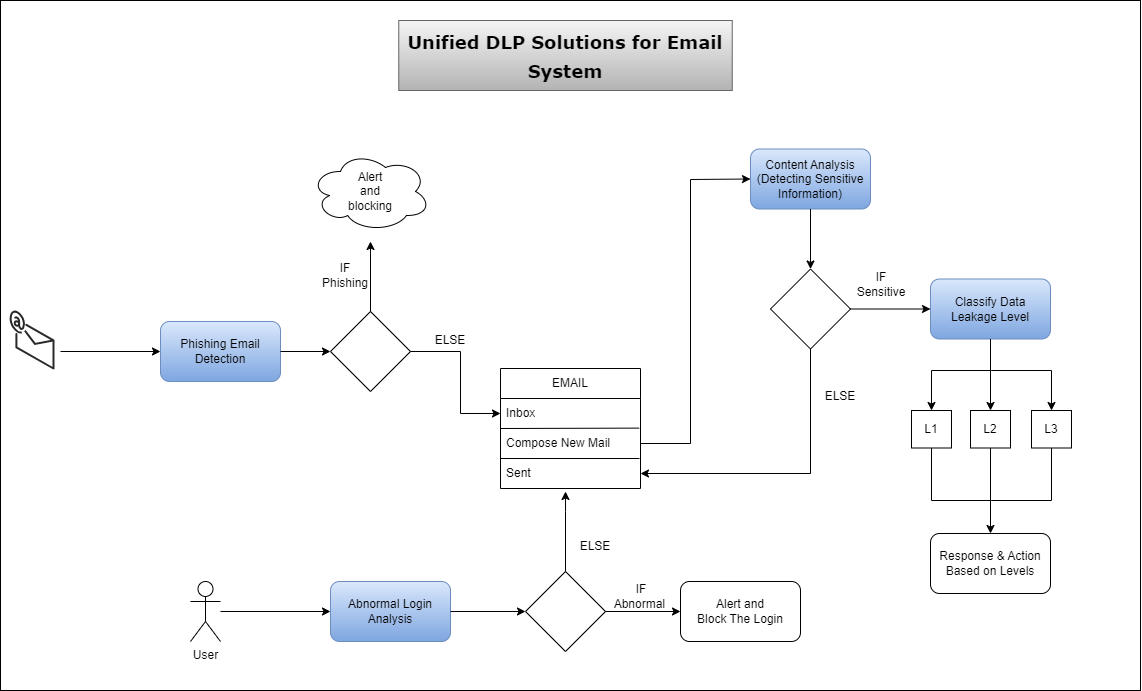 Unified DLP Solutions for Email
System
Alert
and
blocking
IF
Phishing
@
Phishing Email
Detection
ELSE
EMAIL
Inbox
Compose New Mail
Sent
Content Analysis
(Detecting Sensitive
Information)
IF
Sensitive
Classify Data
Leakage Level
ELSE
L1
L2
L3
Response & Action
Based on Levels
ELSE
User
Abnormal Login
Analysis
IF
Abnormal
Alert and
Block The Login